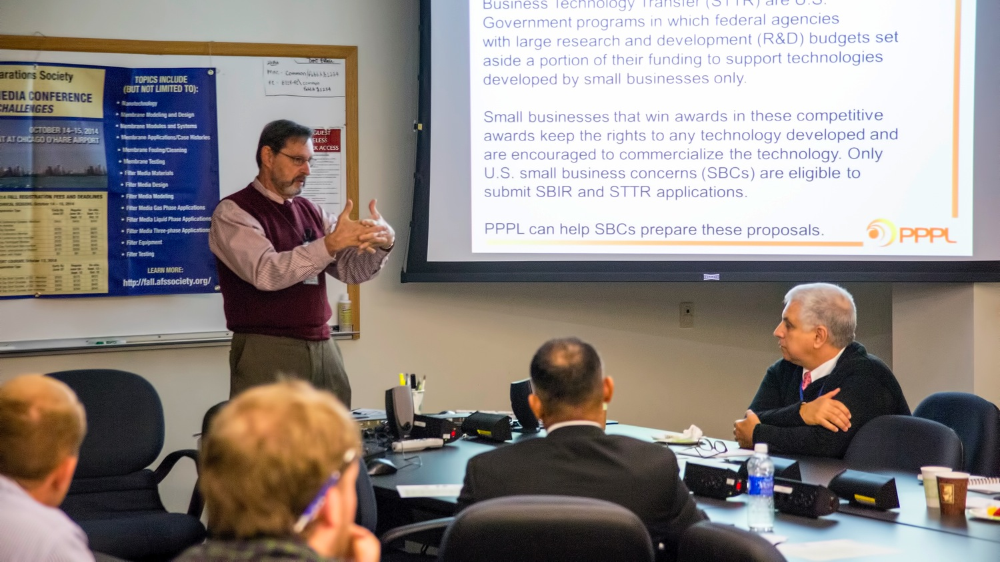 arations Society
EDIA CONFERENCE
CHALLENGES
OCTOBER 14–15, 2014
T AT CHICAGO O'HARE AIRPORT
14 FALL REGISTRATION FEES AND DEADLINES
TOPICS INCLUDE
(BUT NOT LIMITED TO):
• Nanotechnology
• Membrane Modeling and Design
• Membrane Modules and Systems
• Membrane Applications/Case Histories
• Membrane Fouling/Cleaning
• Membrane Testing
• Filter Media Materials
• Filter Media Design
• Filter Media Modeling
• Filter Media Gas Phase Applications
• Filter Media Liquid Phase Applications
• Filter Media Three-phase Applications
• Filter Equipment
• Filter Testing
LEARN MORE:
http://fall.afssociety.org/
GUEST
ELESS
K ACCESS
Business Technology Transfer (STTR) are U.S.
Government programs in which federal agencies
with large research and development (R&D) budgets set
aside a portion of their funding to support technologies
developed by small businesses only.
Small businesses that win awards in these competitive
awards keep the rights to any technology developed and
are encouraged to commercialize the technology. Only
U.S. small business concerns (SBCs) are eligible to
submit SBIR and STTR applications.
PPPL can help SBCs prepare these proposals.
PPPL